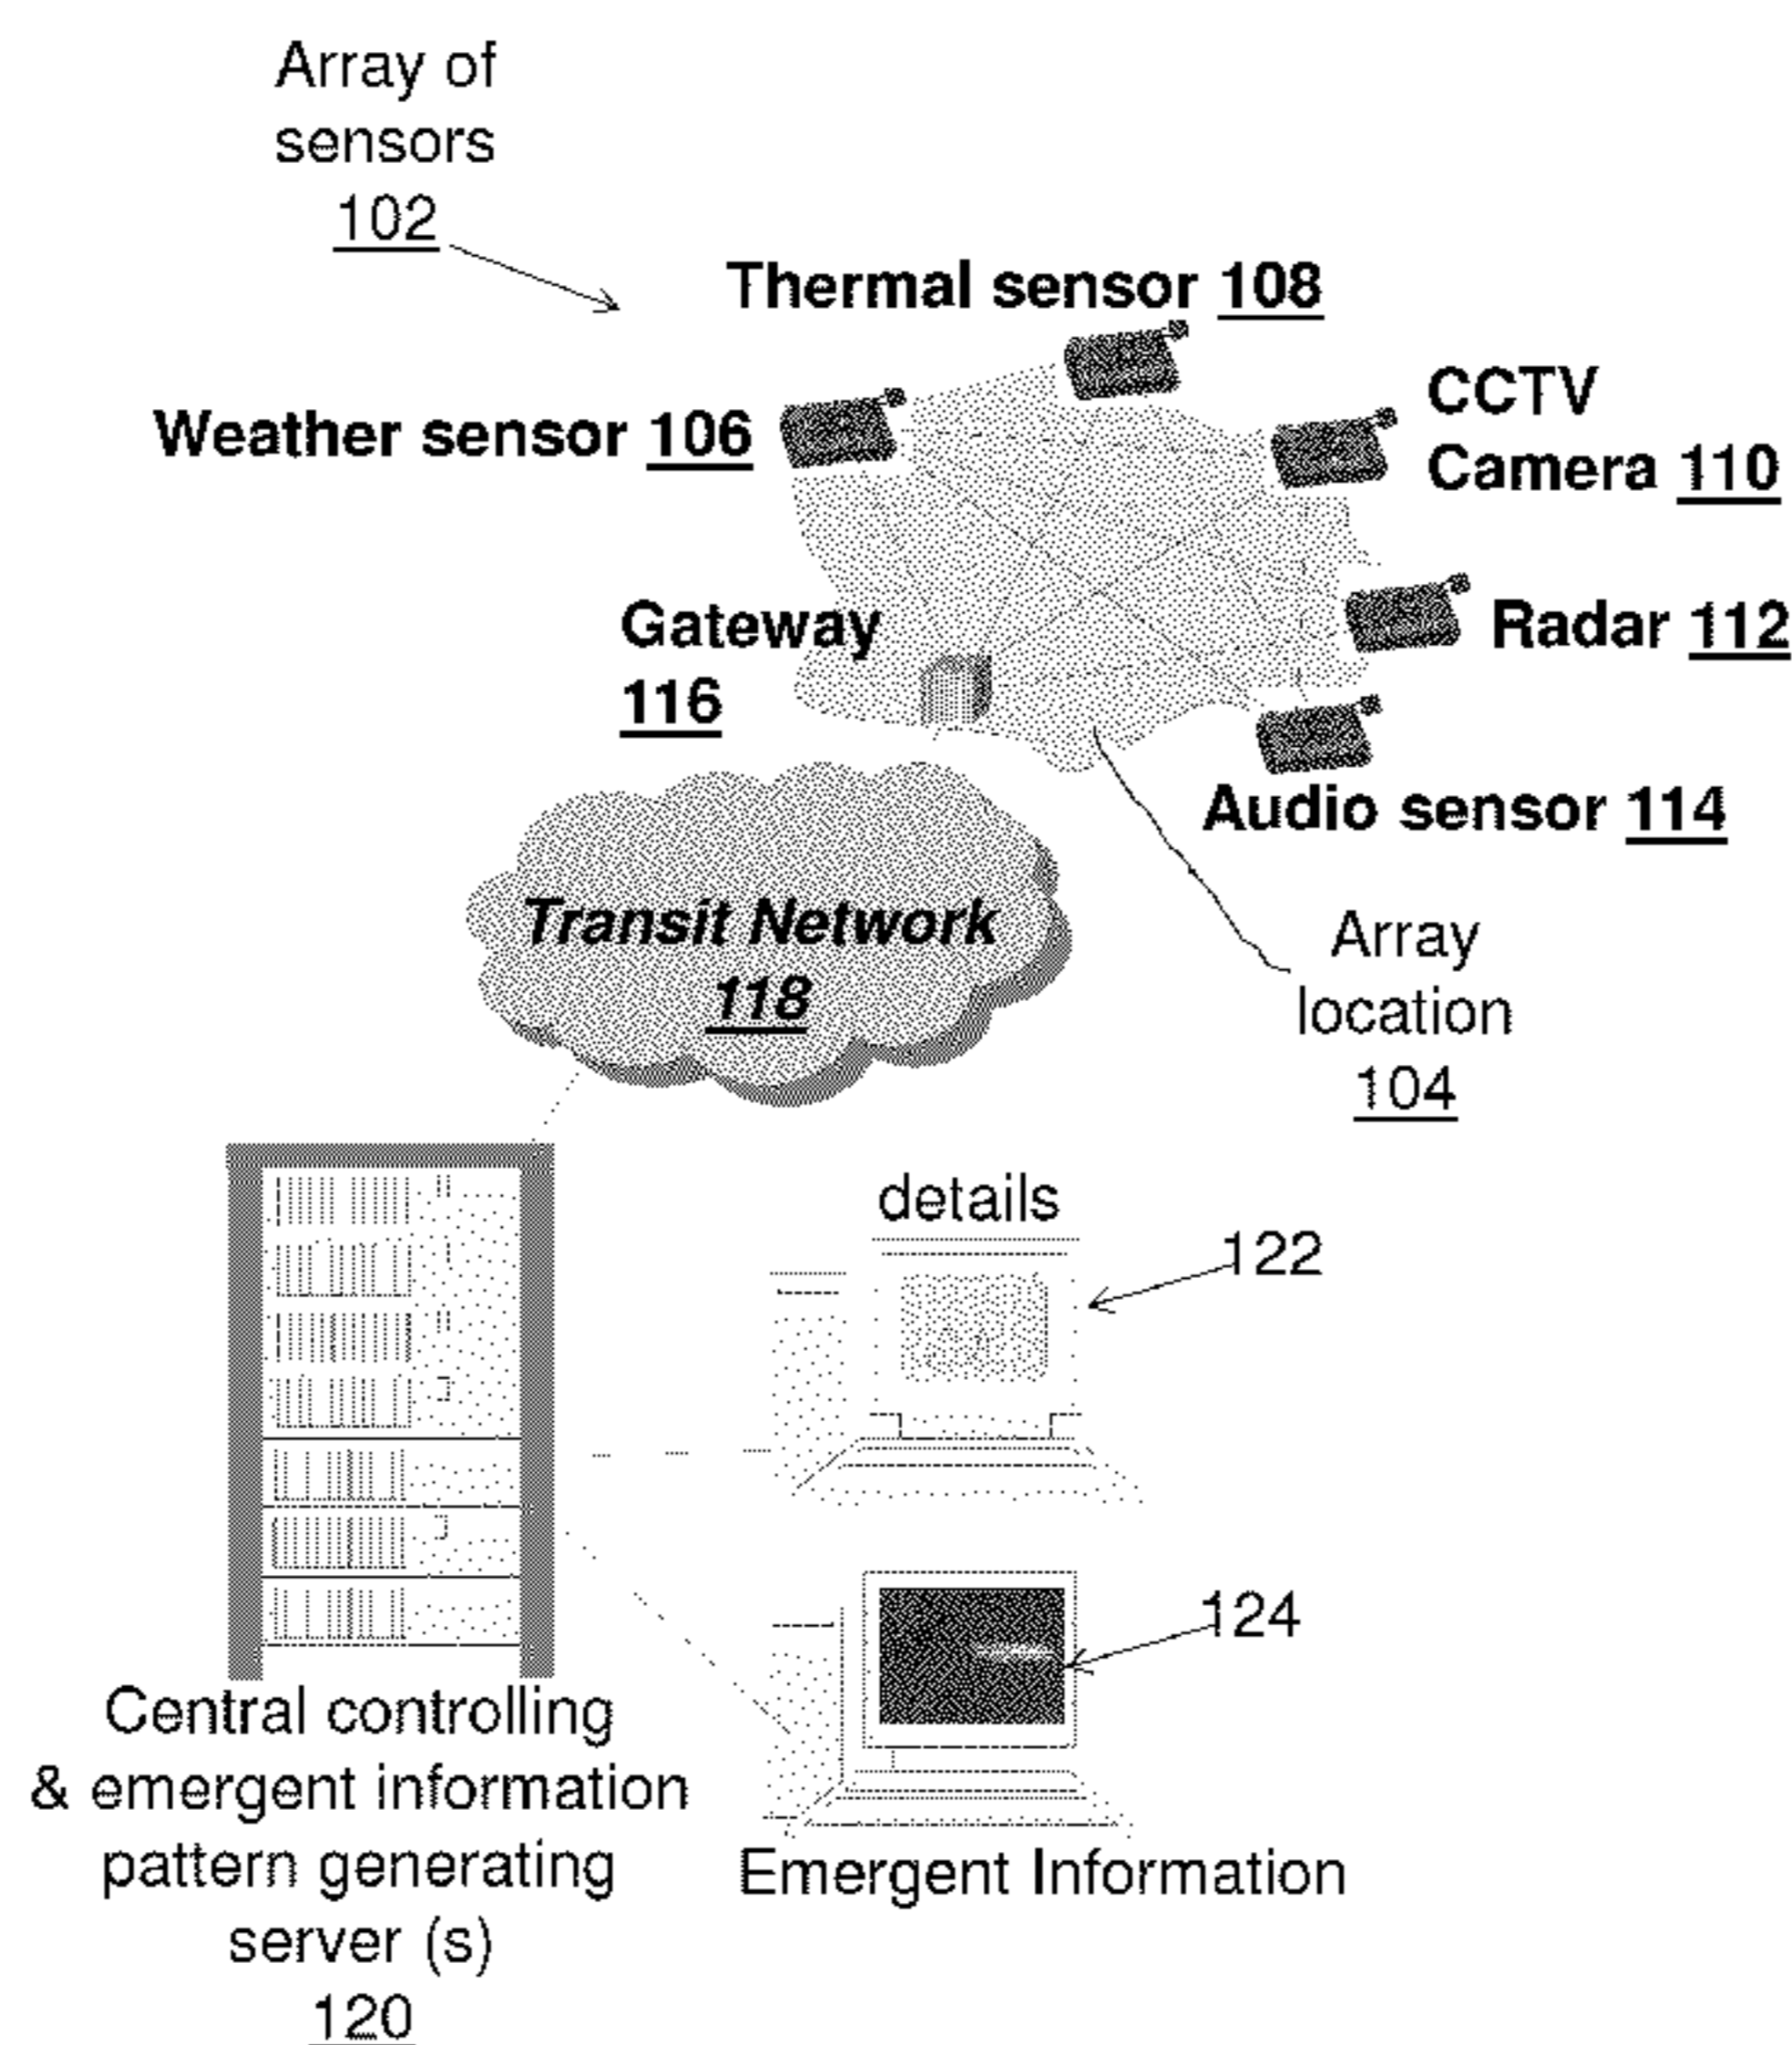 Array of
sensors
102
Thermal sensor 108
CCTV
Camera 110
Weather sensor 106
Gateway
116
Radar 112
Audio sensor 114
Transit Network
118
Array
location
104
details
122
124
Central controlling
& emergent information
pattern generating
server (s)
120
Emergent Information